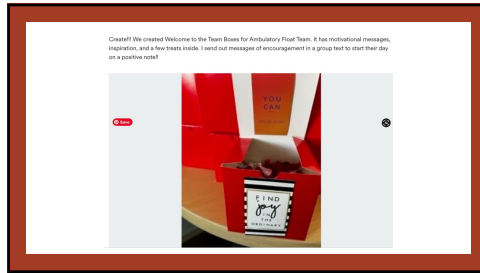 Create!!! We created Welcome to the Team Boxes for Ambulatory Float Team. It has motivational messages,
inspiration, and a few treats inside. I send out messages of encouragement in a group text to start their day
on a positive note!!
Save
YOU
CAN
FIND
joy
IN
THE
ORDINARY